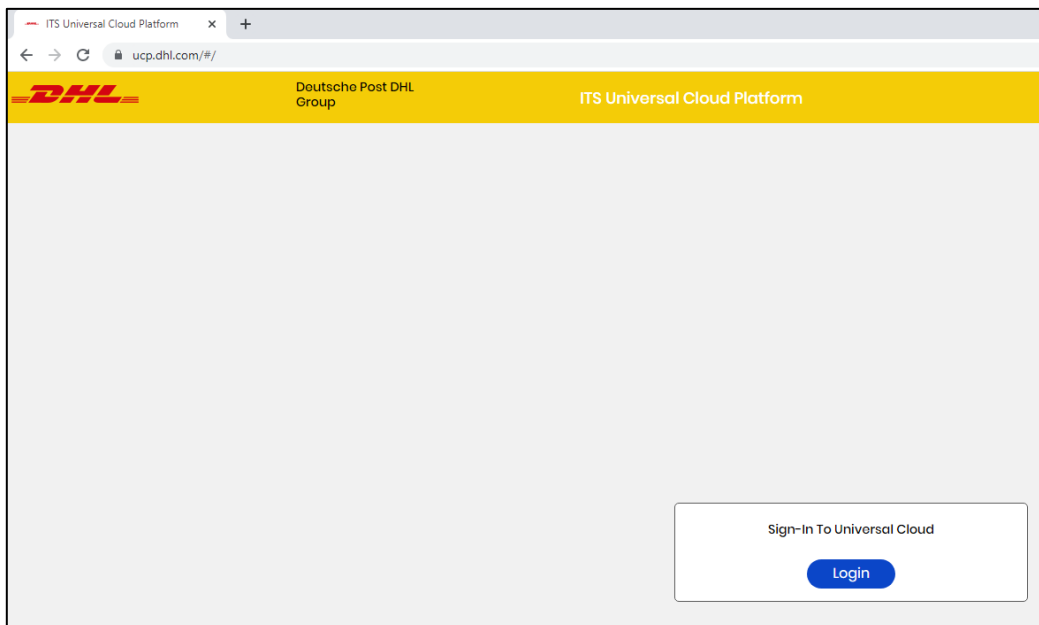 ITS Universal Cloud Platform
ucp.dhl.com/#/
DHL
Deutsche Post DHL
Group
ITS Universal Cloud Platform
Sign-In To Universal Cloud
Login